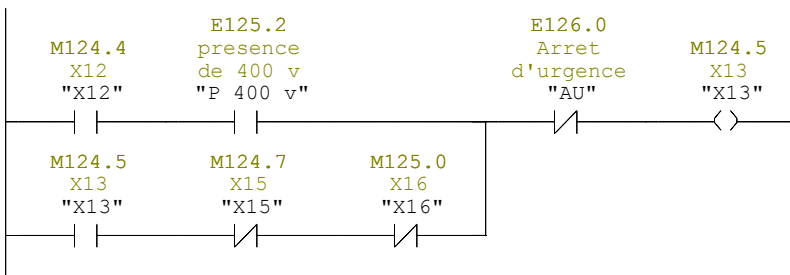 E125.2 E126.0
M124.4 presence Arret M124.5
X12 de 400 v d'urgence X13
"X12" "P 400 v" "AU" "X13"
M124.5 M124.7 M125.0
X13 X15 X16
"X13" "X15" "X16"